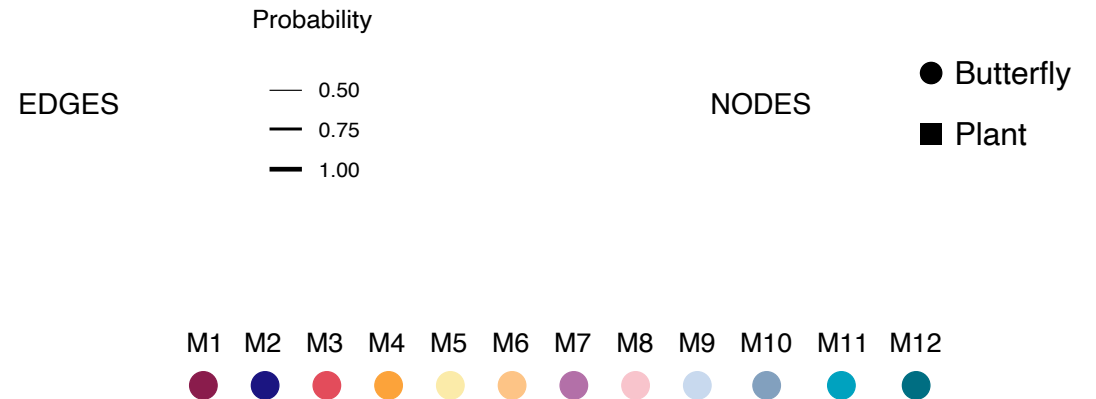 Probability
EDGES
0.50
0.75
1.00
NODES
Butterfly
Plant
M1 M2 M3 M4 M5 M6 M7 M8 M9 M10 M11 M12